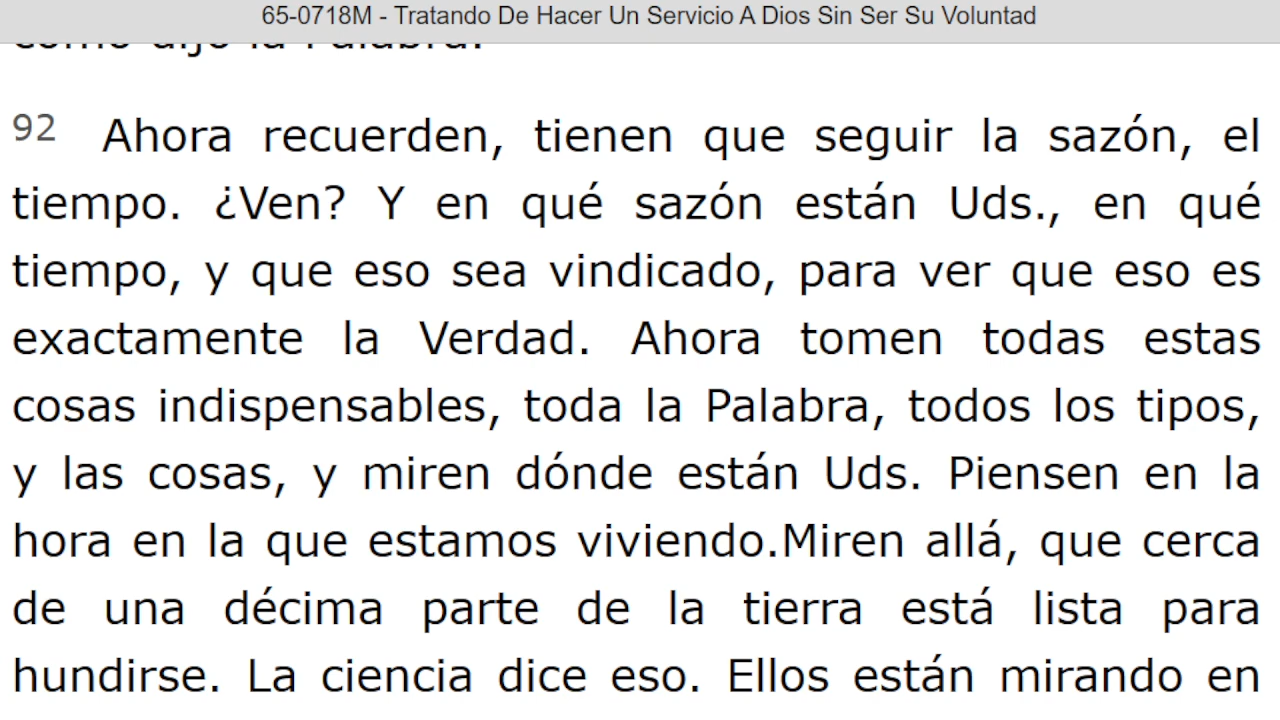 65-0718M - Tratando De Hacer Un Servicio A Dios Sin Ser Su Voluntad
como dijo la Palabra.
92 Ahora recuerden, tienen que seguir la sazón, el
tiempo. ¿Ven? Y en qué sazón están Uds., en qué
tiempo, y que eso sea vindicado, para ver que eso es
exactamente la Verdad. Ahora tomen todas estas
cosas indispensables, toda la Palabra, todos los tipos,
y las cosas, y miren dónde están Uds. Piensen en la
hora en la que estamos viviendo.Miren allá, que cerca
de una décima parte de la tierra está lista para
hundirse. La ciencia dice eso. Ellos están mirando en